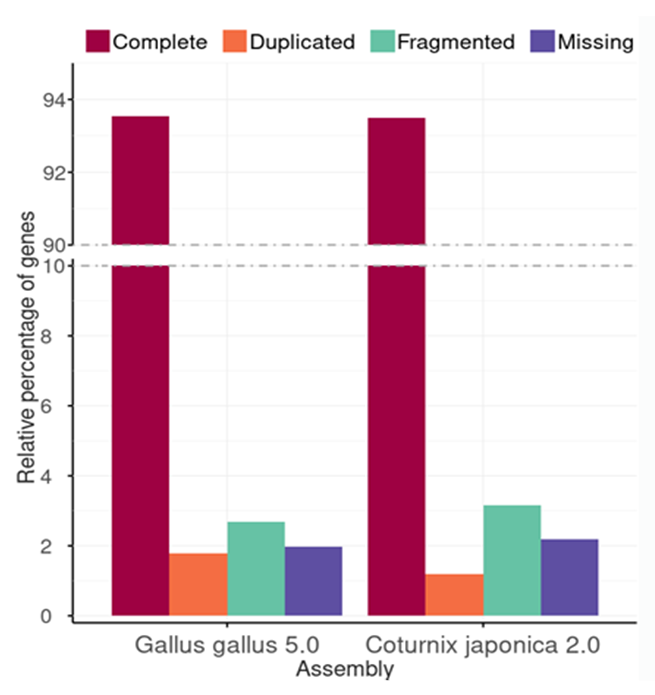 Complete Duplicated Fragmented Missing
94
92
90
10
8
6
4
2
0
Relative percentage of genes
Gallus gallus 5.0 Coturnix japonica 2.0
Assembly